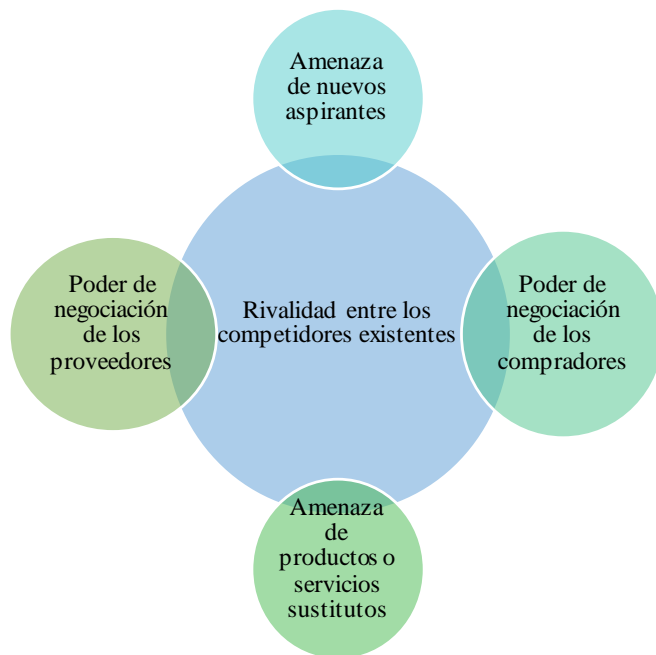 Amenaza
de nuevos
aspirantes
Poder de
negociación
de los
proveedores
Rivalidad entre los
competidores existentes
Poder de
negociación
de los
compradores
Amenaza
de
productos o
servicios
sustitutos